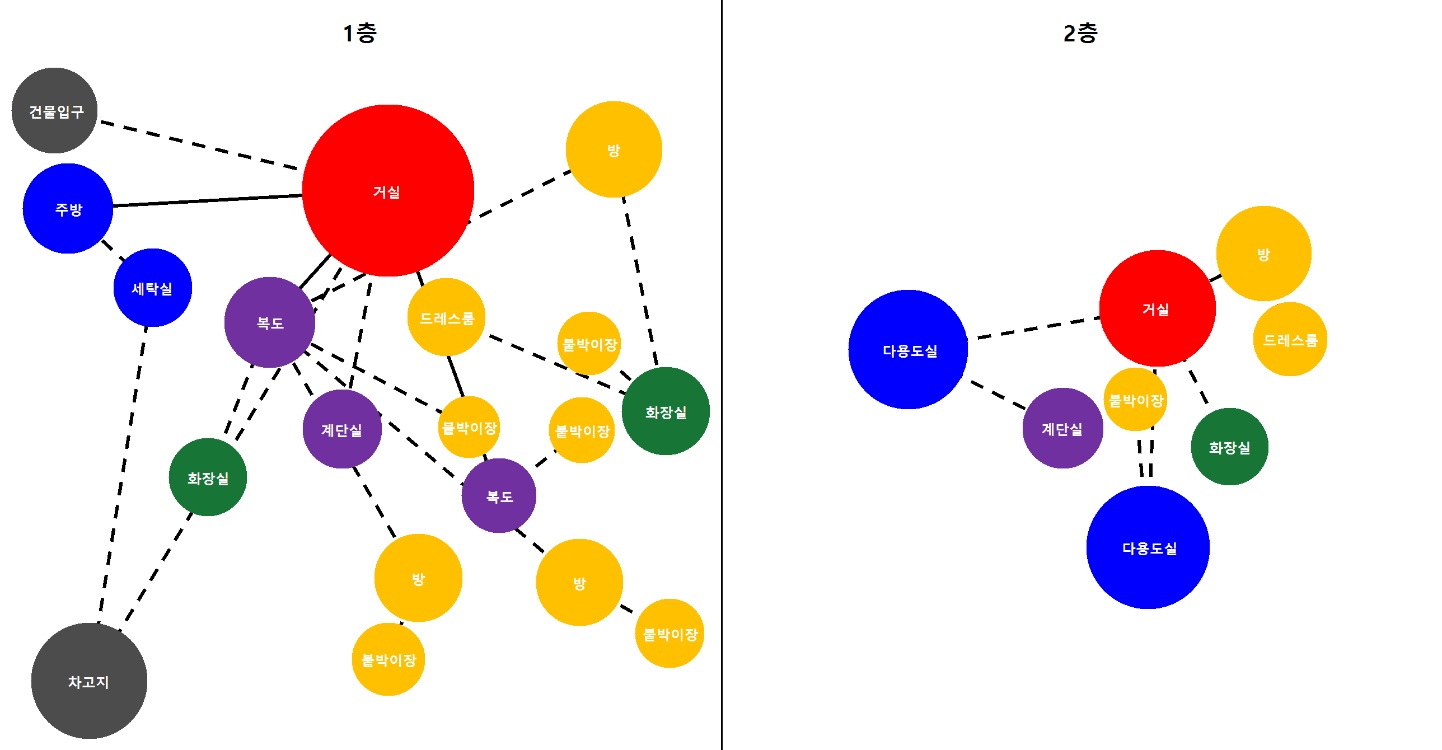 1층
건물입구
거실
방
주방
세탁실
복도
드레스룸
붙박이장
화장실
계단실
붙박이장
붙박이장
화장실
복도
방
방
붙박이장
붙박이장
차고지
2층
방
거실
드레스룸
다용도실
붙박이장
계단실
화장실
다용도실